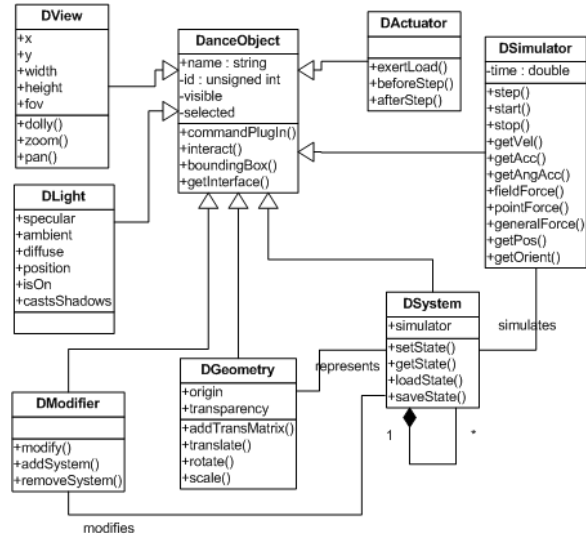 DView
+x
+y
+width
+height
+fov
+dolly()
+zoom()
+pan()
DanceObject
+name : string
-id : unsigned int
-visible
-selected
+commandPlugIn()
+interact()
+boundingBox()
+getInterface()
DActuator
+exertLoad()
+beforeStep()
+afterStep()
DSimulator
-time : double
+step()
+start()
+stop()
+getVel()
+getAcc()
+getAngAcc()
+fieldForce()
+pointForce()
+generalForce()
+getPos()
+getOrient()
DLight
+specular
+ambient
+diffuse
+position
+isOn
+castsShadows
DSystem
+simulator
+setState()
+getState()
+loadState()
+saveState()
simulates
represents
1
*
DGeometry
+origin
+transparency
+addTransMatrix()
+translate()
+rotate()
+scale()
DModifier
+modify()
+addSystem()
+removeSystem()
modifies